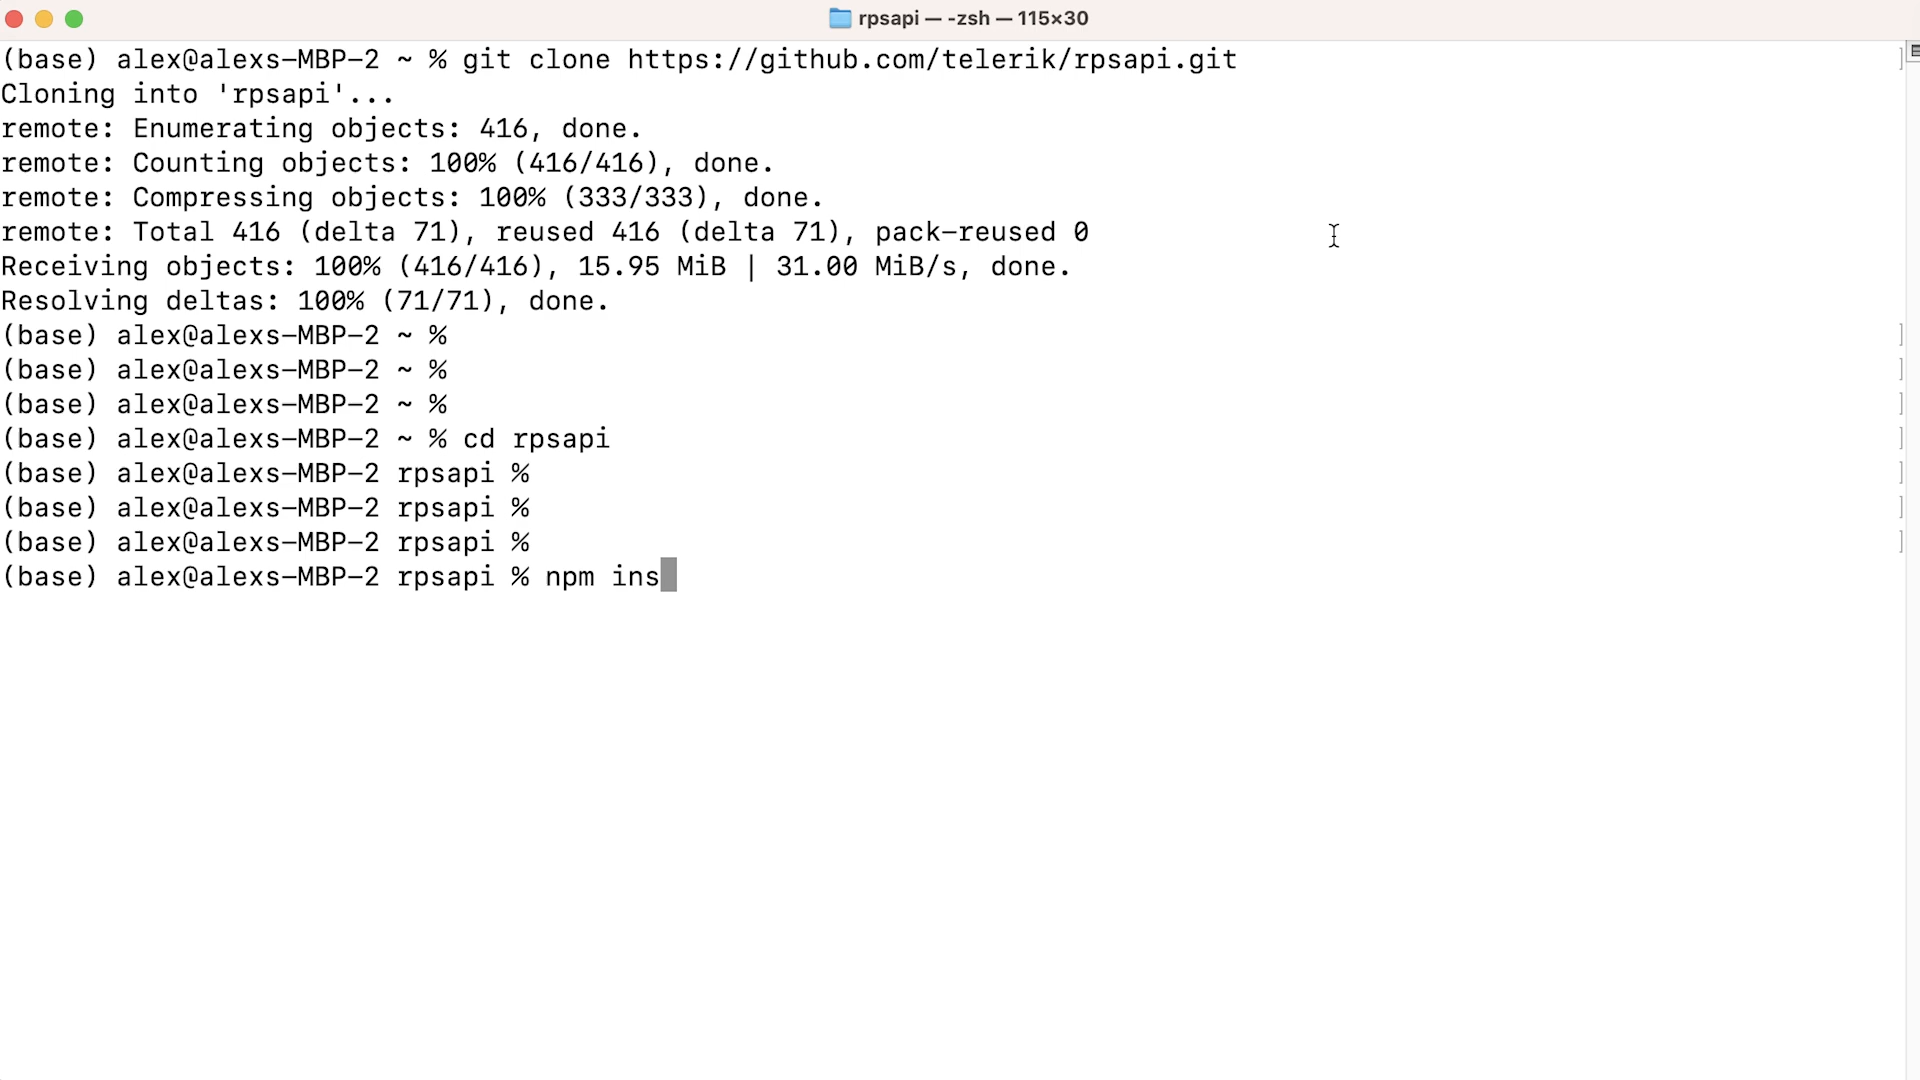 rpsapi — -zsh — 115×30
(base) alex@alexs-MBP-2 ~ % git clone https://github.com/telerik/rpsapi.git
Cloning into 'rpsapi'...
remote: Enumerating objects: 416, done.
remote: Counting objects: 100% (416/416), done.
remote: Compressing objects: 100% (333/333), done.
remote: Total 416 (delta 71), reused 416 (delta 71), pack-reused 0
Receiving objects: 100% (416/416), 15.95 MiB | 31.00 MiB/s, done.
Resolving deltas: 100% (71/71), done.
(base) alex@alexs-MBP-2 ~ %
(base) alex@alexs-MBP-2 ~ %
(base) alex@alexs-MBP-2 ~ %
(base) alex@alexs-MBP-2 ~ % cd rpsapi
(base) alex@alexs-MBP-2 rpsapi %
(base) alex@alexs-MBP-2 rpsapi %
(base) alex@alexs-MBP-2 rpsapi %
(base) alex@alexs-MBP-2 rpsapi % npm ins